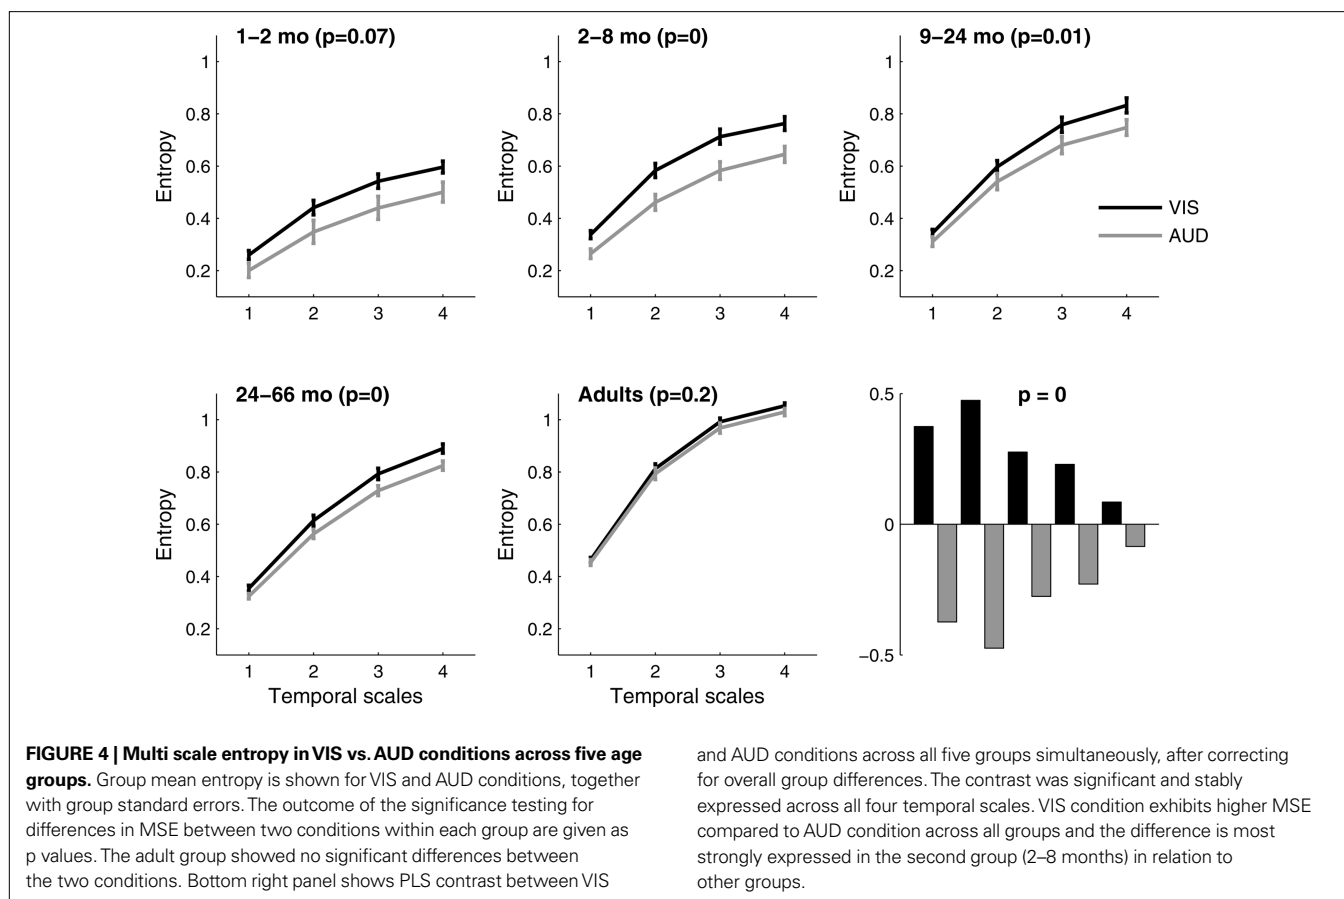 1–2 mo (p=0.07)
1
0.8
0.6
0.4
0.2
Entropy
1 2 3 4
2–8 mo (p=0)
1
0.8
0.6
0.4
0.2
Entropy
1 2 3 4
9–24 mo (p=0.01)
1
0.8
0.6
0.4
0.2
Entropy
1 2 3 4
VIS
AUD
24–66 mo (p=0)
1
0.8
0.6
0.4
0.2
Entropy
1 2 3 4
Temporal scales
Adults (p=0.2)
1
0.8
0.6
0.4
0.2
Entropy
1 2 3 4
Temporal scales
p = 0
0.5
0
−0.5
FIGURE 4 | Multi scale entropy in VIS vs. AUD conditions across five age
groups. Group mean entropy is shown for VIS and AUD conditions, together
with group standard errors. The outcome of the significance testing for
differences in MSE between two conditions within each group are given as
p values. The adult group showed no significant differences between
the two conditions. Bottom right panel shows PLS contrast between VIS
and AUD conditions across all five groups simultaneously, after correcting
for overall group differences. The contrast was significant and stably
expressed across all four temporal scales. VIS condition exhibits higher MSE
compared to AUD condition across all groups and the difference is most
strongly expressed in the second group (2–8 months) in relation to
other groups.